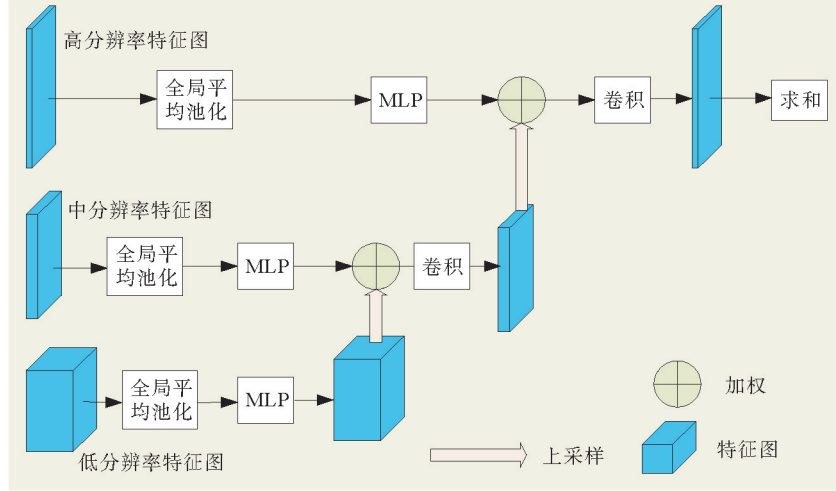 高分辨率特征图
全局平
均池化
MLP
卷积
求和
中分辨率特征图
全局平
均池化
MLP
卷积
全局平
均池化
MLP
低分辨率特征图
加权
上采样
特征图